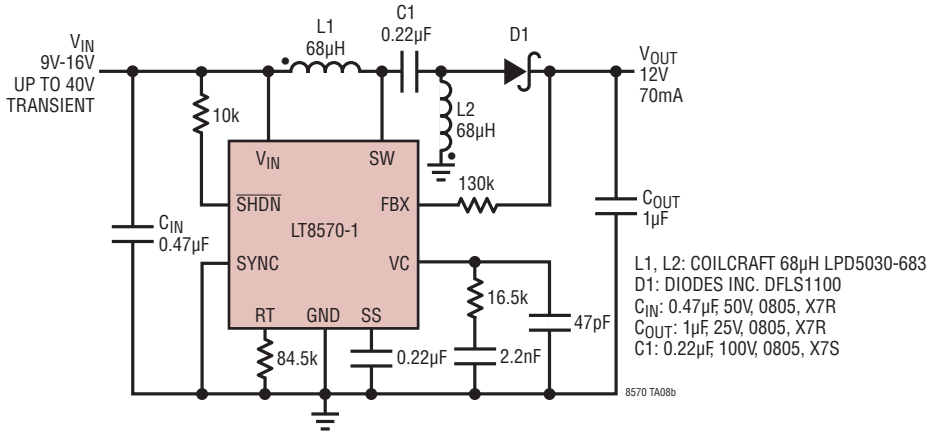 VIN
9V-16V
UP TO 40V
TRANSIENT
L1
68µH
C1
0.22µF
D1
VOUT
12V
70mA
10k
L2
68µH
VIN
SW
130k
SHDN
FBX
LT8570-1
CIN
0.47µF
SYNC
VC
COUT
1µF
RT
GND
SS
16.5k
47pF
84.5k
0.22µF
2.2nF
L1, L2: COILCRAFT 68µH LPD5030-683
D1: DIODES INC. DFLS1100
CIN: 0.47µF, 50V, 0805, X7R
COUT: 1µF, 25V, 0805, X7R
C1: 0.22µF, 100V, 0805, X7S
8570 TA08b